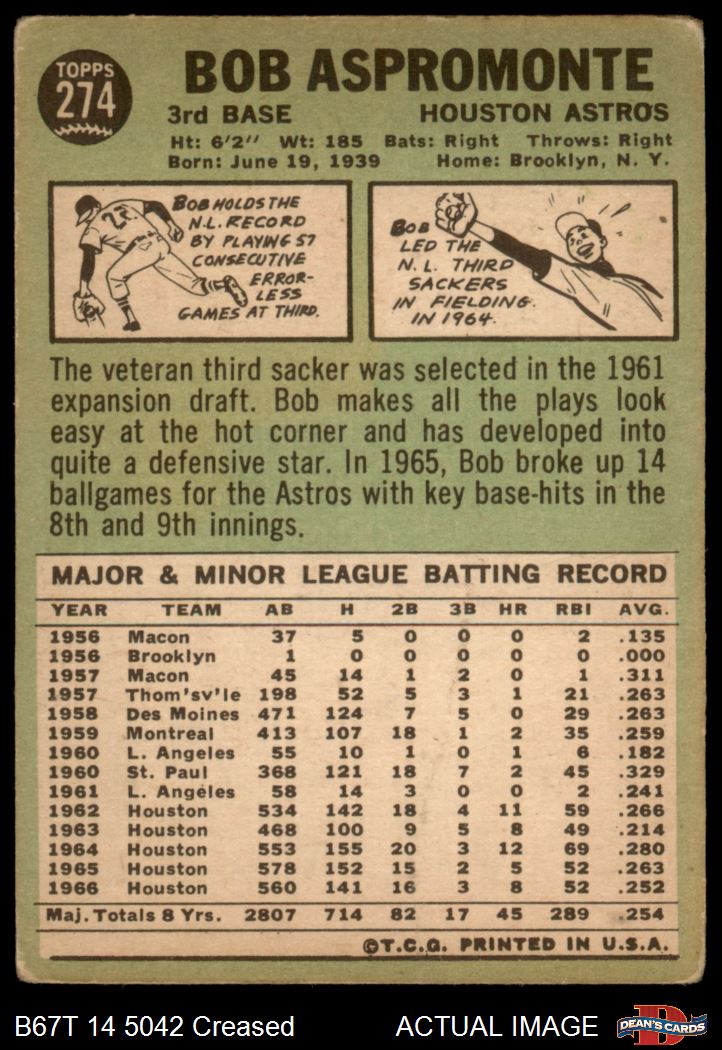 TOPPS
274
BOB ASPROMONTE
3rd BASE HOUSTON ASTROS
Ht: 6'2" Wt: 185 Bats: Right Throws: Right
Born: June 19, 1939 Home: Brooklyn, N. Y.
BOB HOLDS THE
N.L. RECORD
BY PLAYING 57
CONSECUTIVE
ERROR-
LESS
GAMES AT THIRD.
BOB
LED THE
N.L. THIRD
SACKERS
IN FIELDING
IN 1964.
The veteran third sacker was selected in the 1961
expansion draft. Bob makes all the plays look
easy at the hot corner and has developed into
quite a defensive star. In 1965, Bob broke up 14
ballgames for the Astros with key base-hits in the
8th and 9th innings.
MAJOR & MINOR LEAGUE BATTING RECORD
YEAR TEAM AB H 2B 3B HR RBI AVG.
1956 Macon 37 5 0 0 0 2 .135
1956 Brooklyn 1 0 0 0 0 0 .000
1957 Macon 45 14 1 2 0 1 .311
1957 Thom'sv'le 198 52 5 3 1 21 .263
1958 Des Moines 471 124 7 5 0 29 .263
1959 Montreal 413 107 18 1 2 35 .259
1960 L. Angeles 55 10 1 0 1 6 .182
1960 St. Paul 368 121 18 7 2 45 .329
1961 L. Angeles 58 14 3 0 0 2 .241
1962 Houston 534 142 18 4 11 59 .266
1963 Houston 468 100 9 5 8 49 .214
1964 Houston 553 155 20 3 12 69 .280
1965 Houston 578 152 15 2 5 52 .263
1966 Houston 560 141 16 3 8 52 .252
Maj. Totals 8 Yrs. 2807 714 82 17 45 289 .254
©T.C.G. PRINTED IN U.S.A.
B67T 14 5042 Creased ACTUAL IMAGE
D
DEAN'S CARDS